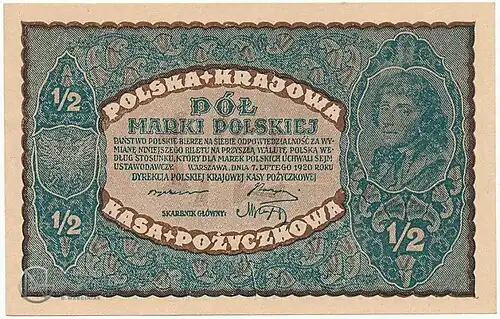 POLSKA KRAJOWA
1/2
1/2
PÓŁ
MARKI POLSKIEJ
PAŃSTWO POLSKIE BIERZE NA SIEBIE ODPOWIEDZIALNOŚĆ ZA WY-
MIANĘ NINIEJSZEGO BILETU NA PRZYSZŁĄ WALUTĘ POLSKĄ WE-
DŁUG STOSUNKU, KTÓRY DLA MAREK POLSKICH UCHWALI SEJM
USTAWODAWCZY. WARSZAWA, DNIA 7. LUTEGO 1920 ROKU
DYREKCJA POLSKIEJ KRAJOWEJ KASY POŻYCZKOWEJ
SKARBNIK GŁÓWNY:
1/2
1/2
KASA POŻYCZKOWA